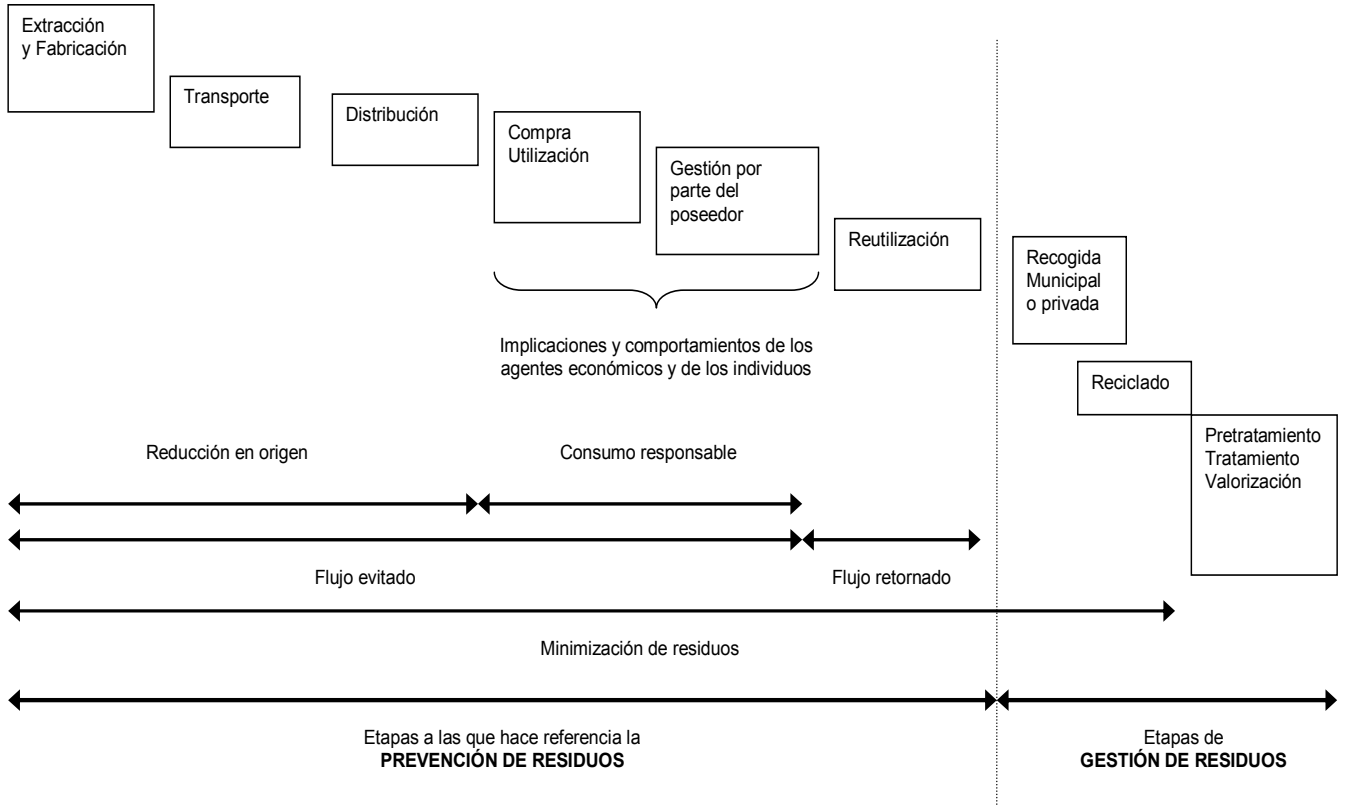 Extracción
y Fabricación
Transporte
Distribución
Compra
Utilización
Gestión por
parte del
poseedor
Reutilización
Recogida
Municipal
o privada
Implicaciones y comportamientos de los
agentes económicos y de los individuos
Reciclado
Pretratamiento
Tratamiento
Valorización
Reducción en origen
Consumo responsable
Flujo evitado
Flujo retornado
Minimización de residuos
Etapas a las que hace referencia la
PREVENCIÓN DE RESIDUOS
Etapas de
GESTIÓN DE RESIDUOS